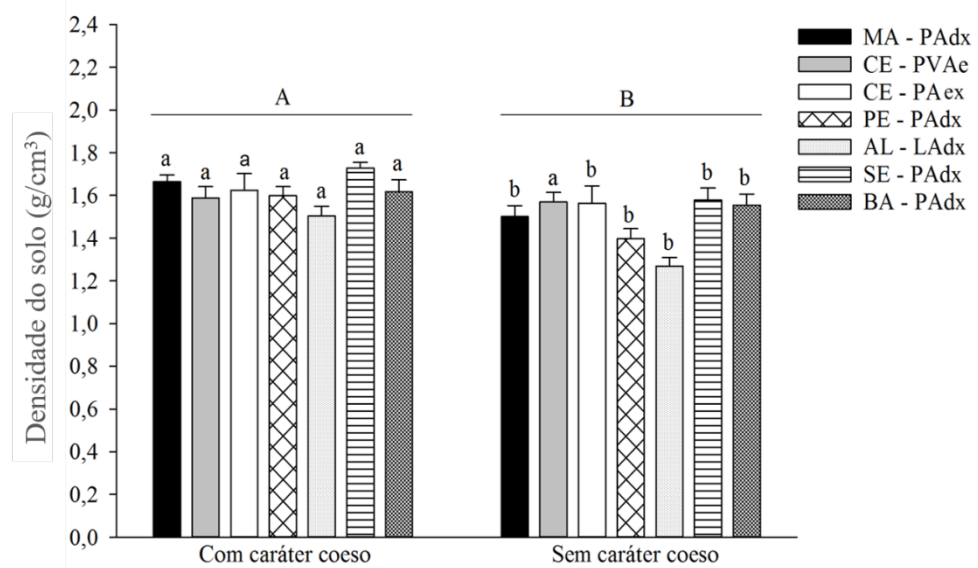 2,4
2,2
2,0
1,8
1,6
1,4
1,2
1,0
0,8
0,6
0,4
0,2
0,0
Densidade do solo (g/cm³)
A
B
a a a a a a a
b a b b b b b
Com caráter coeso
Sem caráter coeso
MA - PAdx
CE - PVAe
CE - PAex
PE - PAdx
AL - LAdx
SE - PAdx
BA - PAdx